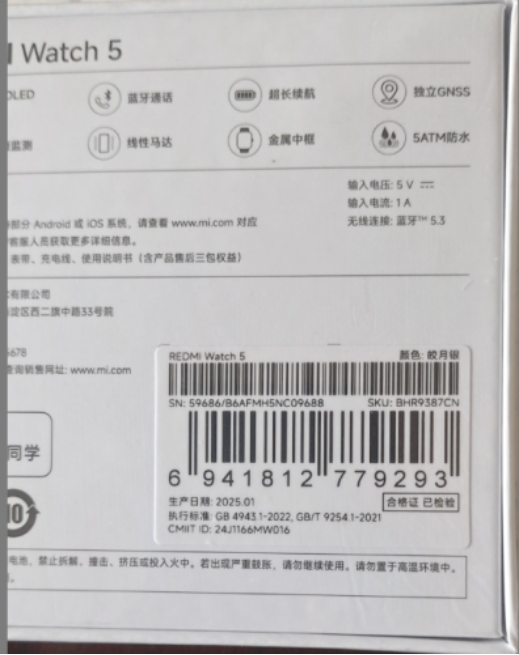 Watch 5
OLED
蓝牙通话
超长续航
独立GNSS
监测
线性马达
金属中框
5ATM防水
输入电压: 5 V
输入电流: 1 A
无线连接: 蓝牙™ 5.3
部分 Android 或 iOS 系统，请查看 www.mi.com 对应
客服人员获取更多详细信息。
表带、充电线、使用说明书（含产品售后三包权益）
有限公司
淀区西二旗中路33号院
5678
查询销售网址: www.mi.com
REDMI Watch 5
颜色: 皎月银
SN: 59686/B6AFMH5NC09688
SKU: BHR9387CN
同学
6 941812 779293
生产日期: 2025.01
合格证 已检验
执行标准: GB 4943.1-2022, GB/T 9254.1-2021
CMIIT ID: 24J1166MW016
10
电池，禁止拆解、撞击、挤压或投入火中。若出现严重鼓胀，请勿继续使用。请勿置于高温环境中。